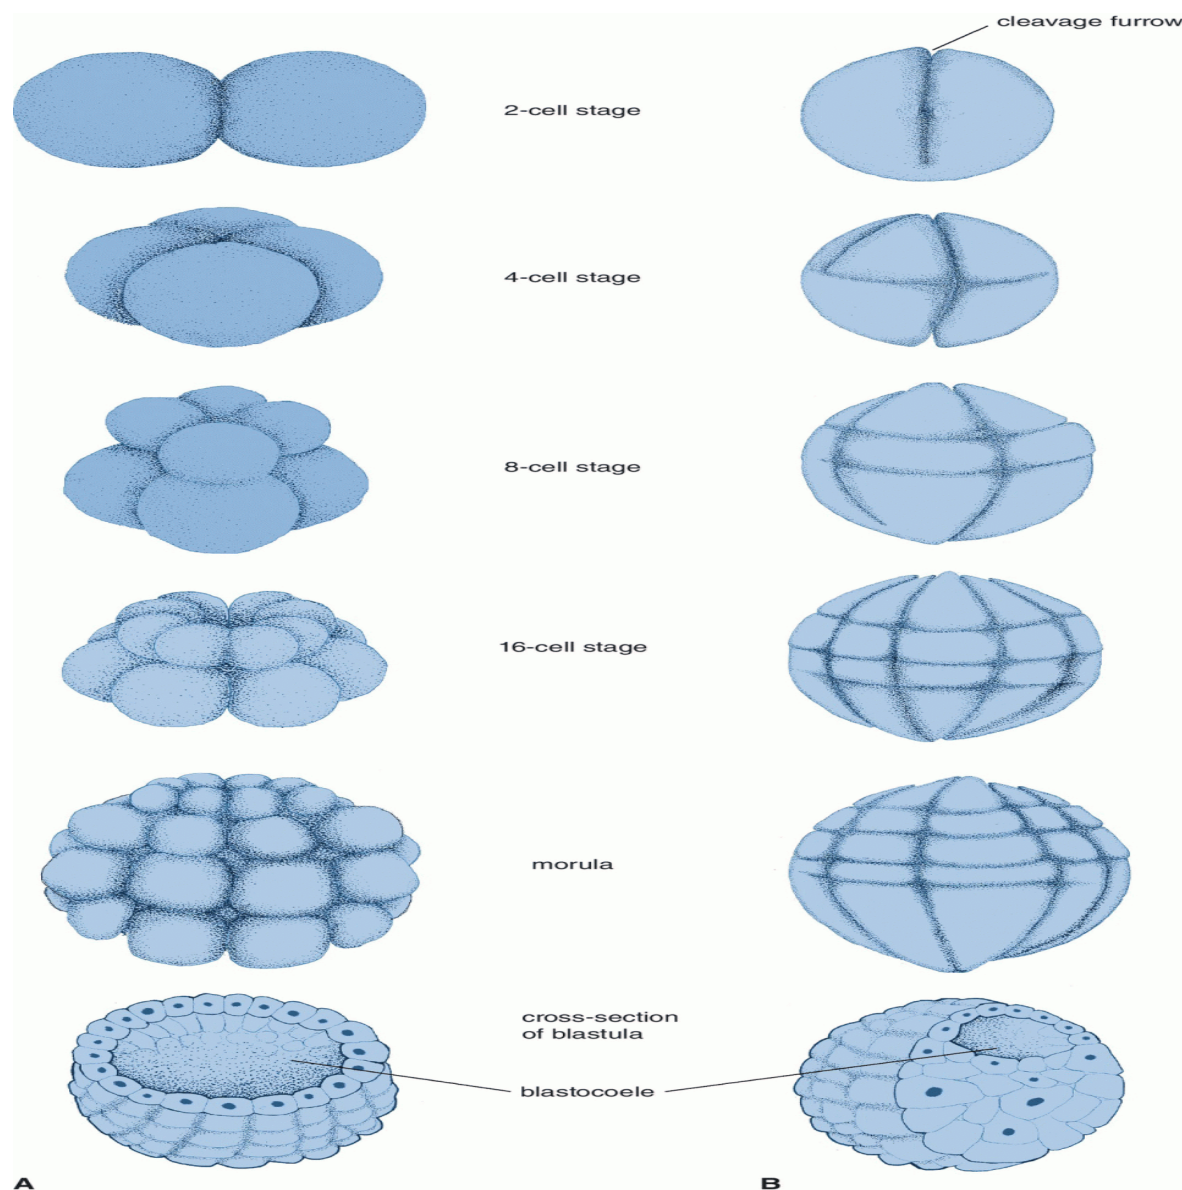 cleavage furrow
2-cell stage
4-cell stage
8-cell stage
16-cell stage
morula
cross-section
of blastula
blastocoele
A
B